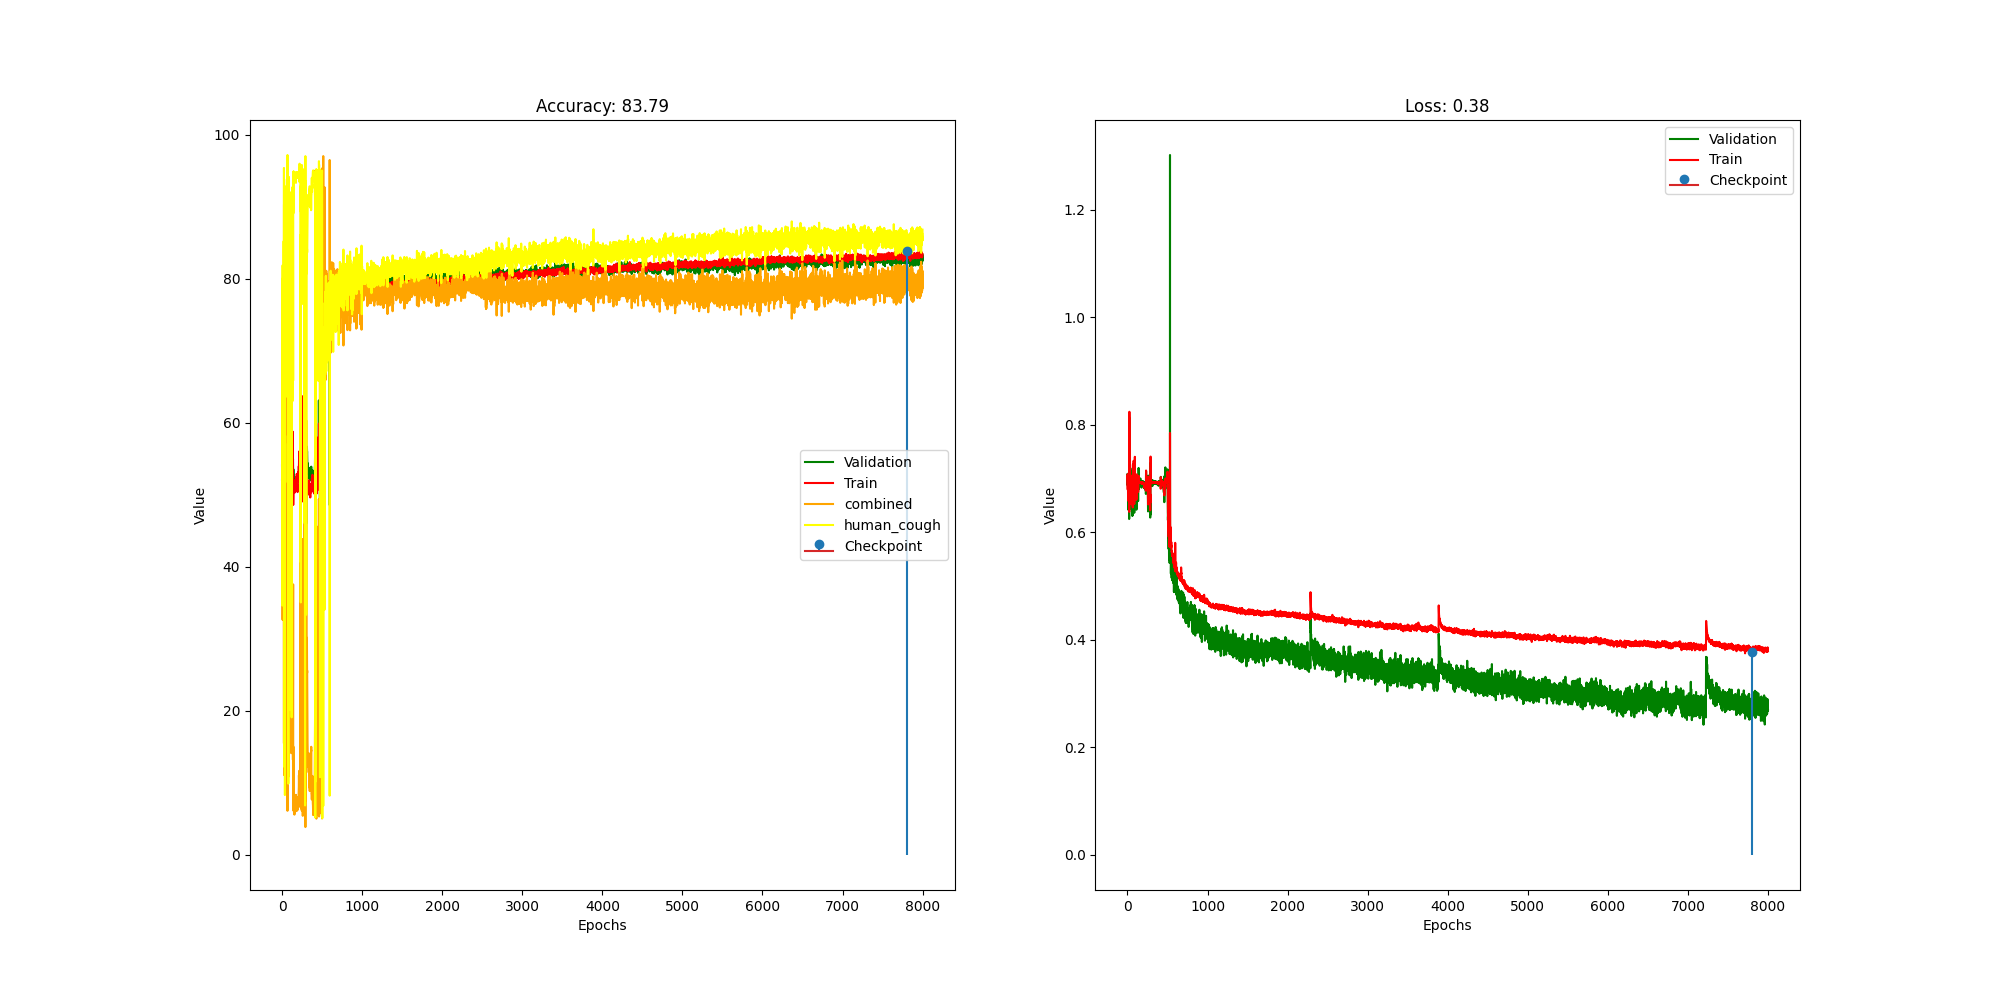 Accuracy: 83.79
100
80
60
40
20
0
Value
Validation
Train
combined
human_cough
Checkpoint
0 1000 2000 3000 4000 5000 6000 7000 8000
Epochs
Loss: 0.38
Validation
Train
Checkpoint
1.2
1.0
0.8
0.6
0.4
0.2
0.0
Value
0 1000 2000 3000 4000 5000 6000 7000 8000
Epochs